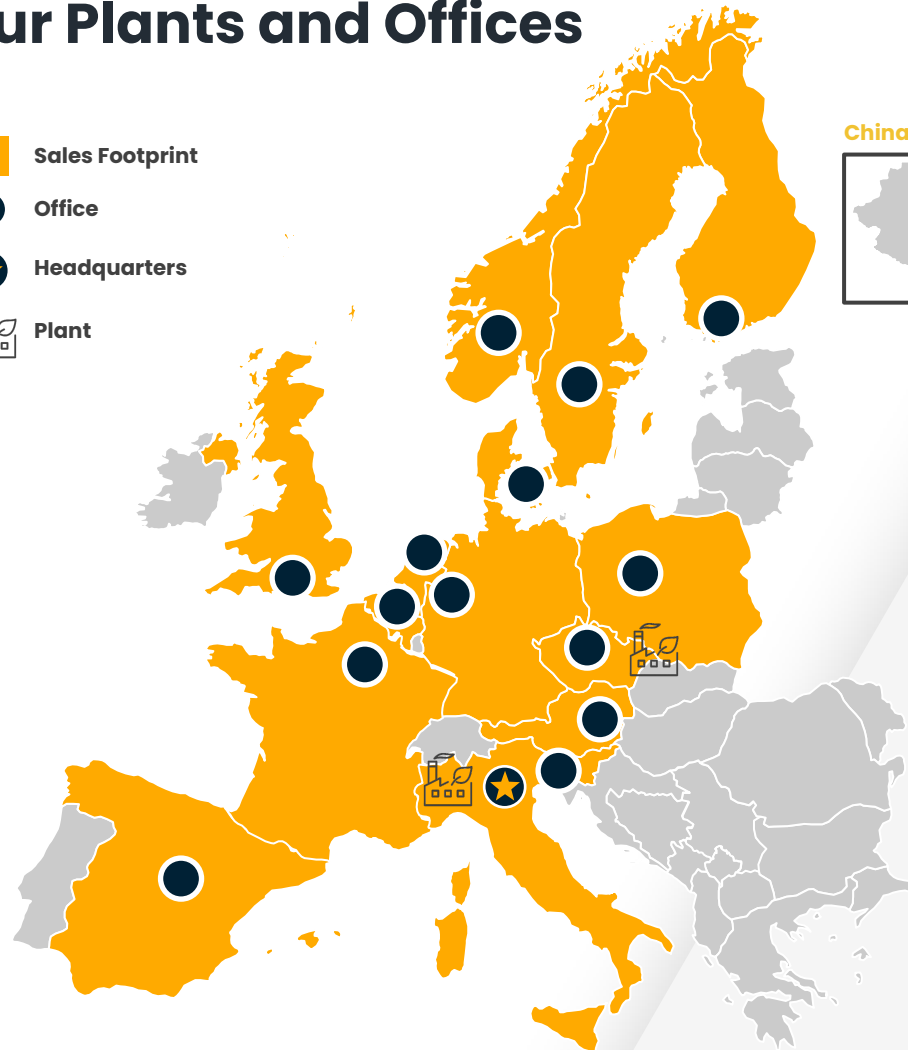 ur Plants and Offices
China
Sales Footprint
Office
Headquarters
Plant